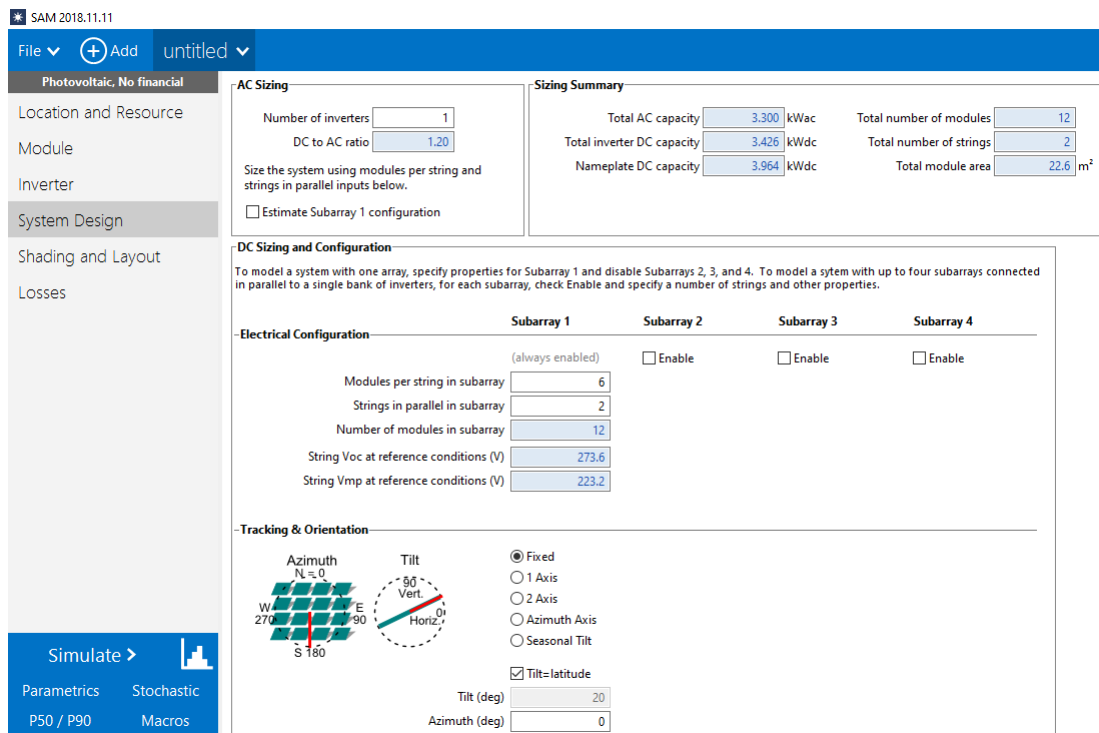 SAM 2018.11.11
File Add untitled
Photovoltaic, No financial
Location and Resource
Module
Inverter
System Design
Shading and Layout
Losses
Simulate >
Parametrics Stochastic
P50 / P90 Macros
AC Sizing
Number of inverters 1
DC to AC ratio 1.20
Size the system using modules per string and
strings in parallel inputs below.
Estimate Subarray 1 configuration
Sizing Summary
Total AC capacity 3.300 kWac Total number of modules 12
Total inverter DC capacity 3.426 kWdc Total number of strings 2
Nameplate DC capacity 3.964 kWdc Total module area 22.6 m²
DC Sizing and Configuration
To model a system with one array, specify properties for Subarray 1 and disable Subarrays 2, 3, and 4. To model a sytem with up to four subarrays connected
in parallel to a single bank of inverters, for each subarray, check Enable and specify a number of strings and other properties.
Subarray 1 Subarray 2 Subarray 3 Subarray 4
Electrical Configuration
(always enabled) Enable Enable Enable
Modules per string in subarray 6
Strings in parallel in subarray 2
Number of modules in subarray 12
String Voc at reference conditions (V) 273.6
String Vmp at reference conditions (V) 223.2
Tracking & Orientation
Azimuth Tilt
N = 0 90
Vert.
W E 0
270 90 Horiz.
S 180
Fixed
1 Axis
2 Axis
Azimuth Axis
Seasonal Tilt
Tilt=latitude
Tilt (deg) 20
Azimuth (deg) 0